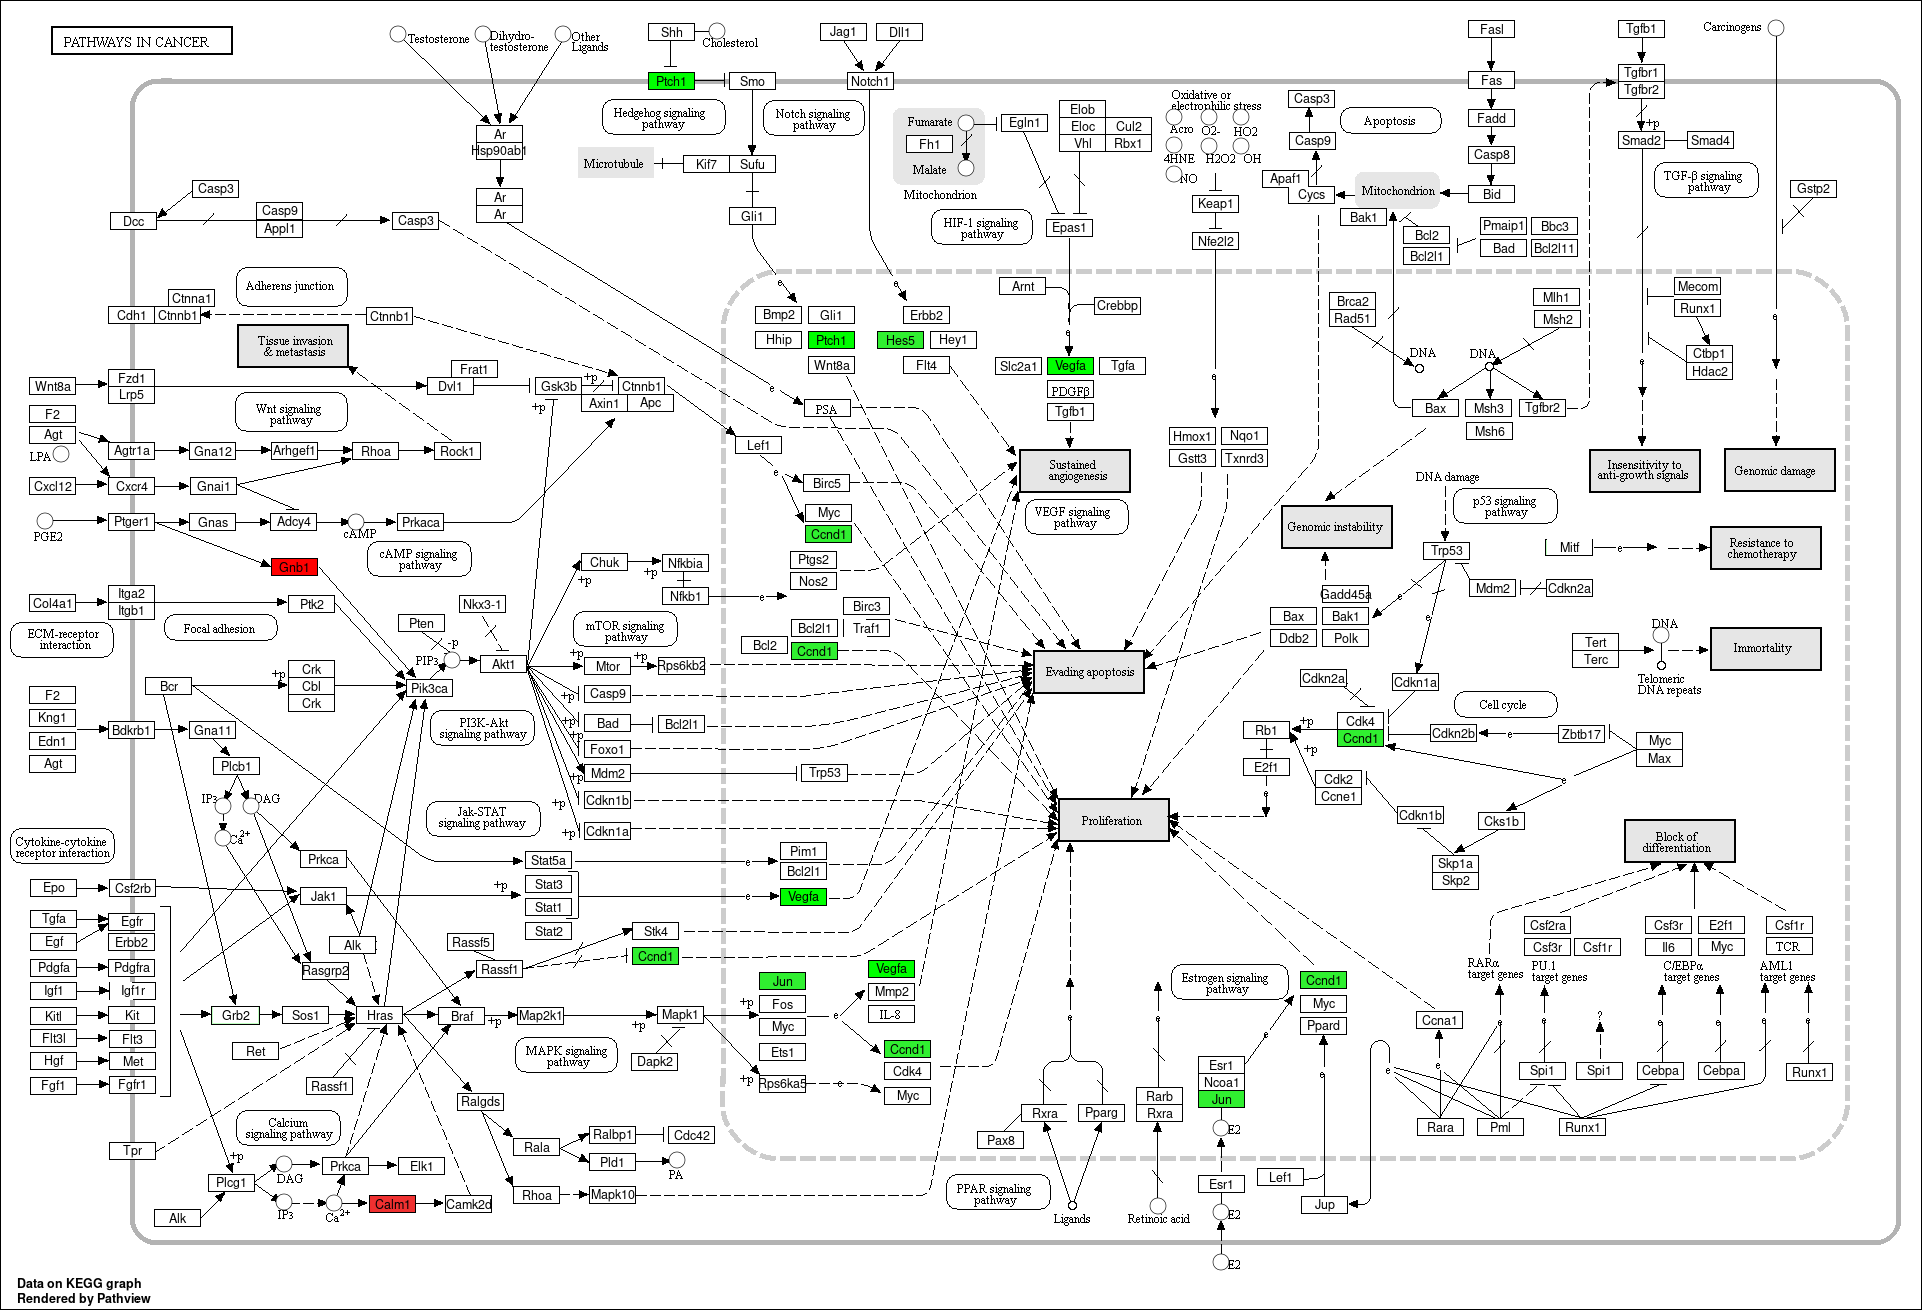 PATHWAYS IN CANCER
Testosterone
Dihydro-
testosterone
Other
Ligands
Shh
Cholesterol
Jag1
Dll1
Fasl
Tgfb1
Carcinogens
Ptch1
Smo
Notch1
Fas
Tgfbr1
Tgfbr2
Hedgehog signaling
pathway
Notch signaling
pathway
Oxidative or
electrophilic stress
Acro
O2-
HO2
4HNE
H2O2
OH
NO
Casp3
Apoptosis
Casp9
Fadd
Casp8
Bid
+p
Smad2
Smad4
TGF-β signaling
pathway
Gstp2
Ar
Hsp90ab1
Ar
Ar
Microtubule
Kif7
Sufu
Gli1
Fumarate
Fh1
Malate
Mitochondrion
Egln1
Elob
Eloc
Cul2
Vhl
Rbx1
HIF-1 signaling
pathway
Epas1
Keap1
Nfe2l2
Apaf1
Cycs
Mitochondrion
Bak1
Bcl2
Bcl2l1
Pmaip1
Bbc3
Bad
Bcl2l11
Casp3
Dcc
Casp9
Appl1
Casp3
Adherens junction
Ctnna1
Cdh1
Ctnnb1
Ctnnb1
Tissue invasion
& metastasis
e
e
Bmp2
Gli1
Erbb2
Hhip
Ptch1
Hes5
Hey1
Wnt8a
Flt4
Arnt
Crebbp
e
Slc2a1
Vegfa
Tgfa
PDGFβ
Tgfb1
Brca2
Rad51
Mlh1
Msh2
DNA
DNA
Mecom
Runx1
Ctbp1
Hdac2
e
e
e
Wnt8a
Fzd1
Lrp5
Frat1
Dvl1
Gsk3b
+p
Ctnnb1
Axin1
Apc
+p
Wnt signaling
pathway
e
PSA
Bax
Msh3
Tgfbr2
Msh6
F2
Agt
LPA
Agtr1a
Gna12
Arhgef1
Rhoa
Rock1
Lef1
Hmox1
Nqo1
Gstt3
Txnrd3
Sustained
angiogenesis
Insensitivity to
anti-growth signals
Genomic damage
Cxcl12
Cxcr4
Gnai1
e
Birc5
DNA damage
p53 signaling
pathway
PGE2
Ptger1
Gnas
Adcy4
cAMP
Prkaca
Myc
Ccnd1
VEGF signaling
pathway
Genomic instability
cAMP signaling
pathway
Gnb1
Chuk
+p
+p
Nfkbia
Nfkb1
e
Ptgs2
Nos2
Trp53
Mitf
e
Resistance to
chemotherapy
Col4a1
Itga2
Itgb1
Ptk2
Nkx3-1
Pten
Focal adhesion
ECM-receptor
interaction
mTOR signaling
pathway
Birc3
Bcl2l1
Traf1
Bcl2
Ccnd1
Gadd45a
Bax
Bak1
Ddb2
Polk
e
e
Mdm2
Cdkn2a
Tert
Terc
DNA
Telomeric
DNA repeats
Immortality
-p
PIP3
Akt1
+p
Mtor
+p
Rps6kb2
Evading apoptosis
Bcr
+p
Crk
Cbl
Crk
Pik3ca
+p
Casp9
Cdkn2a
Cdkn1a
Cell cycle
F2
Kng1
Edn1
Agt
Bdkrb1
Gna11
PI3K-Akt
signaling pathway
+p
Bad
Bcl2l1
+p
Foxo1
+p
Mdm2
Trp53
Rb1
+p
Cdk4
Ccnd1
Cdkn2b
e
Zbtb17
Myc
Max
Plcb1
IP3
DAG
Ca2+
E2f1
e
+p
Cdk2
Ccne1
e
Cdkn1b
Cks1b
Skp1a
Skp2
+p
Cdkn1b
+p
Cdkn1a
Proliferation
Block of
differentiation
Jak-STAT
signaling pathway
Cytokine-cytokine
receptor interaction
Prkca
Stat5a
e
Pim1
Bcl2l1
Epo
Csf2rb
Jak1
+p
Stat3
Stat1
Stat2
e
Vegfa
Tgfa
Egf
Egfr
Erbb2
Alk
Rassf5
Rassf1
Stk4
Ccnd1
Csf2ra
Csf3r
Csf1r
Csf3r
E2f1
Il6
Myc
Csf1r
TCR
Pdgfa
Pdgfra
Rasgrp2
Jun
Vegfa
Estrogen signaling
pathway
Ccnd1
RARα
target genes
PU.1
target genes
C/EBPα
target genes
AML1
target genes
Igf1
Igf1r
Mmp2
Fos
Myc
IL-8
Myc
Ppard
Kitl
Kit
Grb2
Sos1
Hras
Braf
+p
Map2k1
+p
Mapk1
+p
e
Ccna1
e
e
e
?
e
e
e
Flt3l
Flt3
Ret
MAPK signaling
pathway
Dapk2
Ets1
Ccnd1
Hgf
Met
Rassf1
+p
Rps6ka5
e
Cdk4
Myc
Fgf1
Fgfr1
e
e
Esr1
Ncoa1
Jun
e
e
e
Spi1
Spi1
Cebpa
Cebpa
Runx1
Ralgds
Rxra
Pparg
Rarb
Rxra
Pax8
E2
Rara
Pml
Runx1
Calcium
signaling pathway
Tpr
Rala
Ralbp1
Cdc42
Pld1
PA
+p
Plcg1
DAG
IP3
Prkca
Elk1
Ca2+
Calm1
Camk2d
Rhoa
Mapk10
PPAR signaling
pathway
Ligands
Retinoic acid
Esr1
E2
E2
Lef1
Jup
Alk
Data on KEGG graph
Rendered by Pathview